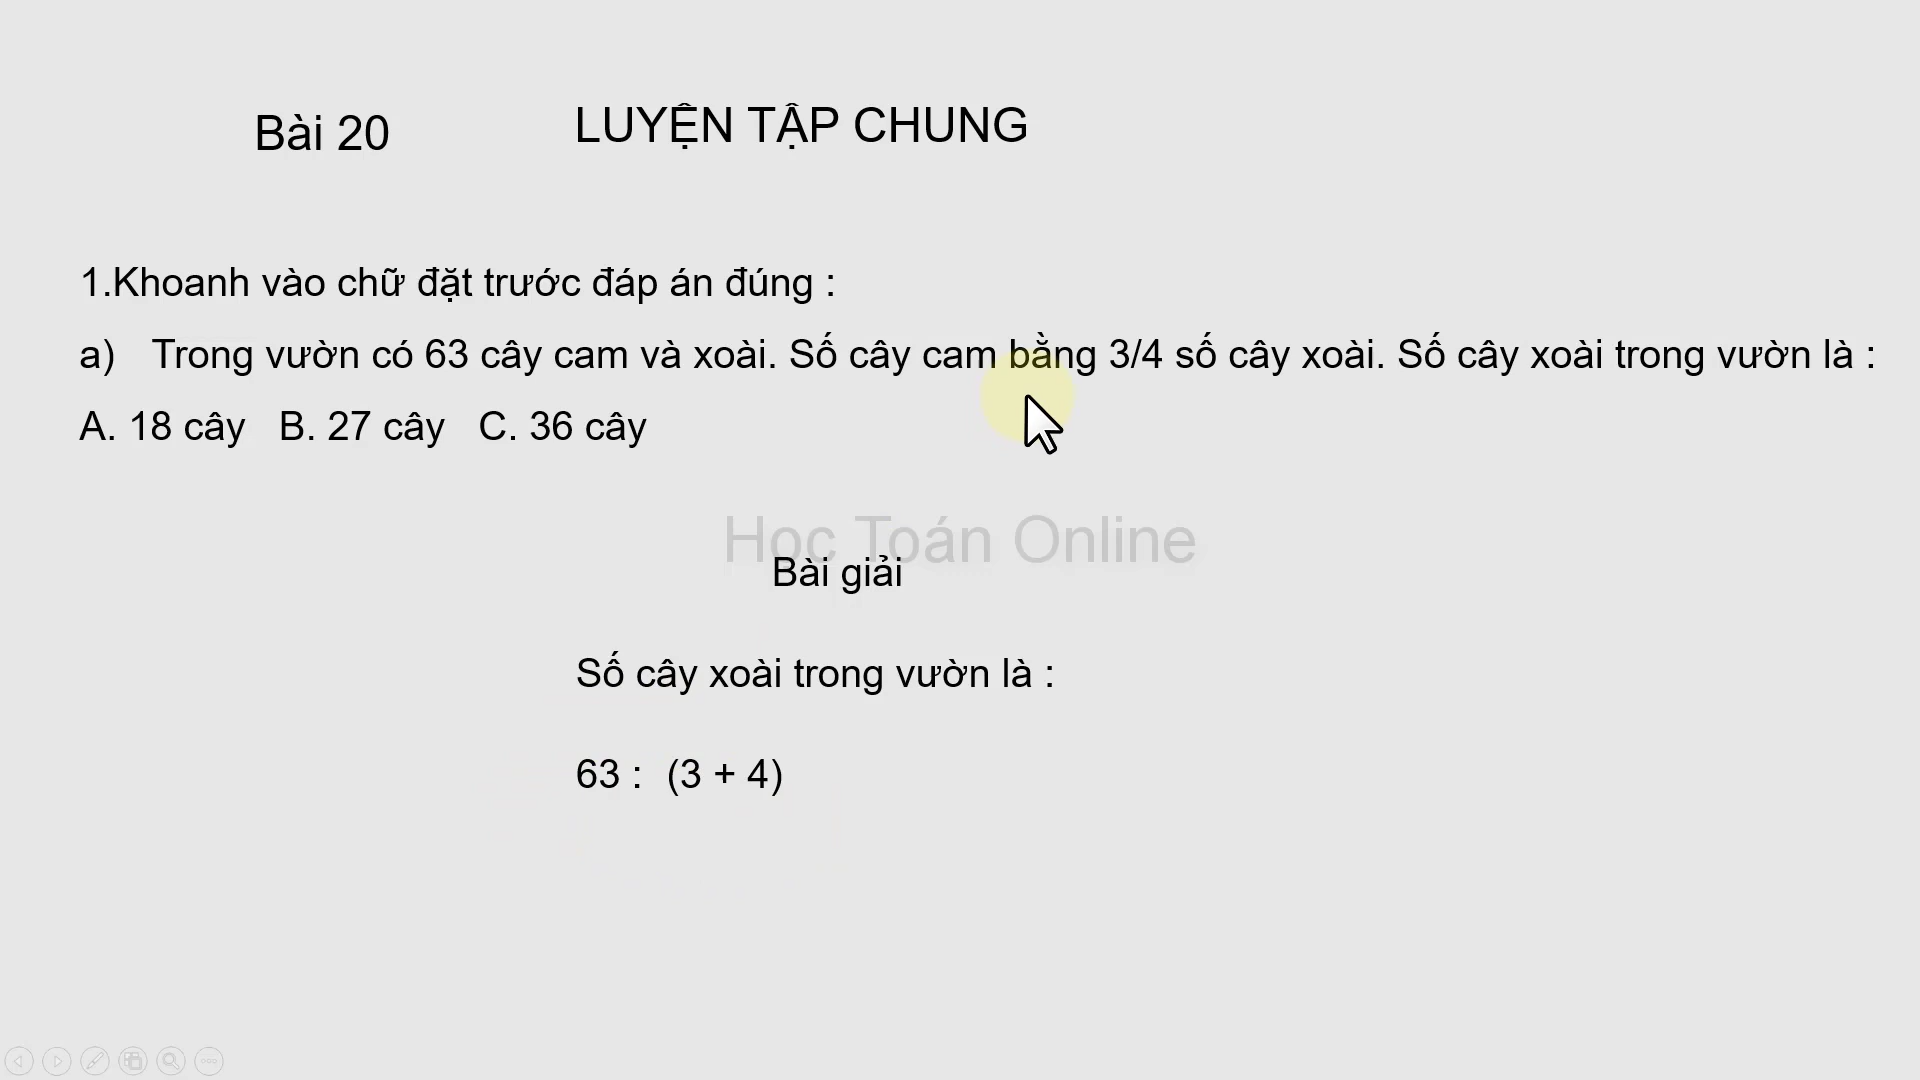 Bài 20
LUYỆN TẬP CHUNG
1.Khoanh vào chữ đặt trước đáp án đúng :
a) Trong vườn có 63 cây cam và xoài. Số cây cam bằng 3/4 số cây xoài. Số cây xoài trong vườn là :
A. 18 cây B. 27 cây C. 36 cây
Học Toán Online
Bài giải
Số cây xoài trong vườn là :
63 : (3 + 4)